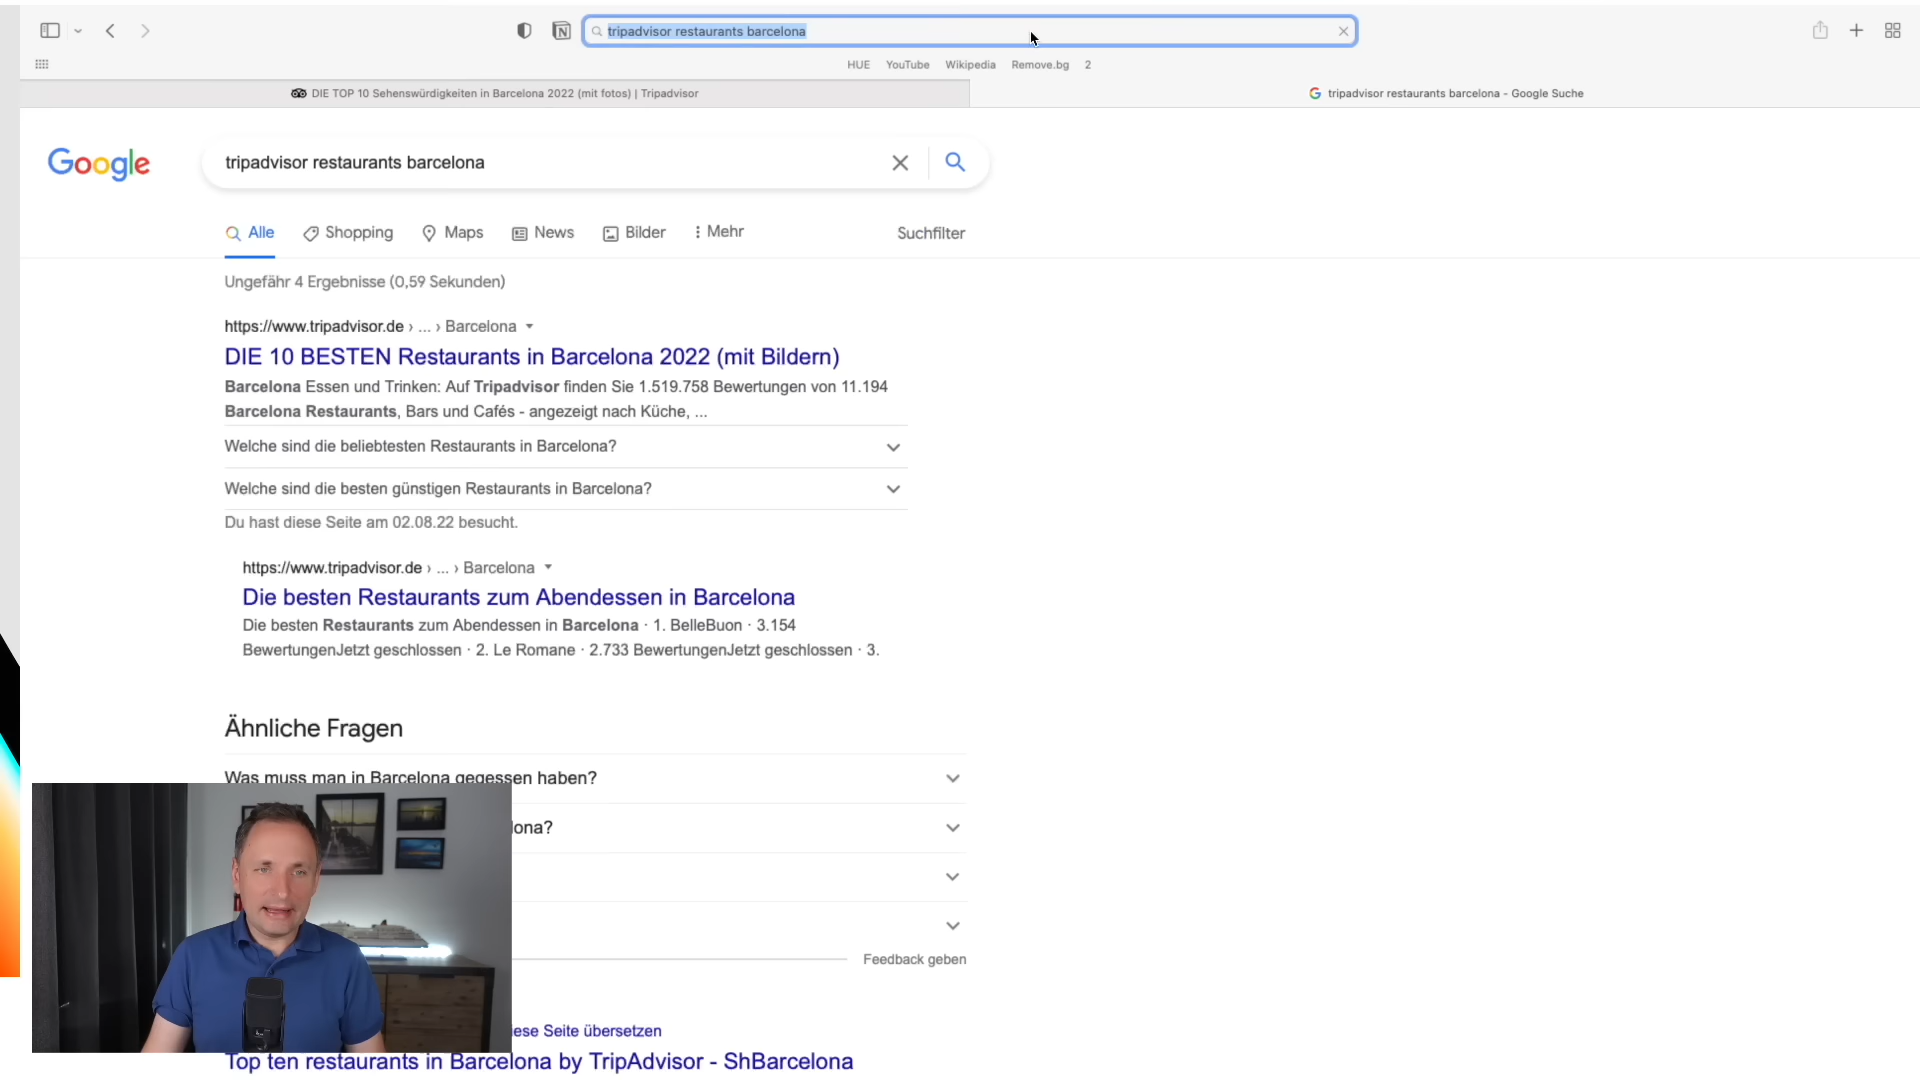 tripadvisor restaurants barcelona
HUE YouTube Wikipedia Remove.bg 2
DIE TOP 10 Sehenswürdigkeiten in Barcelona 2022 (mit fotos) | Tripadvisor
tripadvisor restaurants barcelona - Google Suche
Google
tripadvisor restaurants barcelona
Alle Shopping Maps News Bilder Mehr Suchfilter
Ungefähr 4 Ergebnisse (0,59 Sekunden)
https://www.tripadvisor.de › ... › Barcelona
DIE 10 BESTEN Restaurants in Barcelona 2022 (mit Bildern)
Barcelona Essen und Trinken: Auf Tripadvisor finden Sie 1.519.758 Bewertungen von 11.194
Barcelona Restaurants, Bars und Cafés - angezeigt nach Küche, ...
Welche sind die beliebtesten Restaurants in Barcelona?
Welche sind die besten günstigen Restaurants in Barcelona?
Du hast diese Seite am 02.08.22 besucht.
https://www.tripadvisor.de › ... › Barcelona
Die besten Restaurants zum Abendessen in Barcelona
Die besten Restaurants zum Abendessen in Barcelona · 1. BelleBuon · 3.154
BewertungenJetzt geschlossen · 2. Le Romane · 2.733 BewertungenJetzt geschlossen · 3.
Ähnliche Fragen
Was muss man in Barcelona gegessen haben?
lona?
Feedback geben
iese Seite übersetzen
Top ten restaurants in Barcelona by TripAdvisor - ShBarcelona